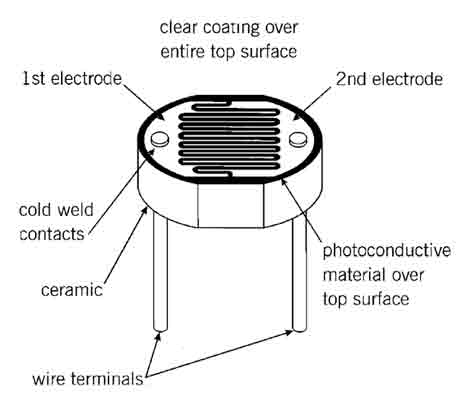 clear coating over
entire top surface
1st electrode
2nd electrode
cold weld
contacts
photoconductive
material over
top surface
ceramic
wire terminals